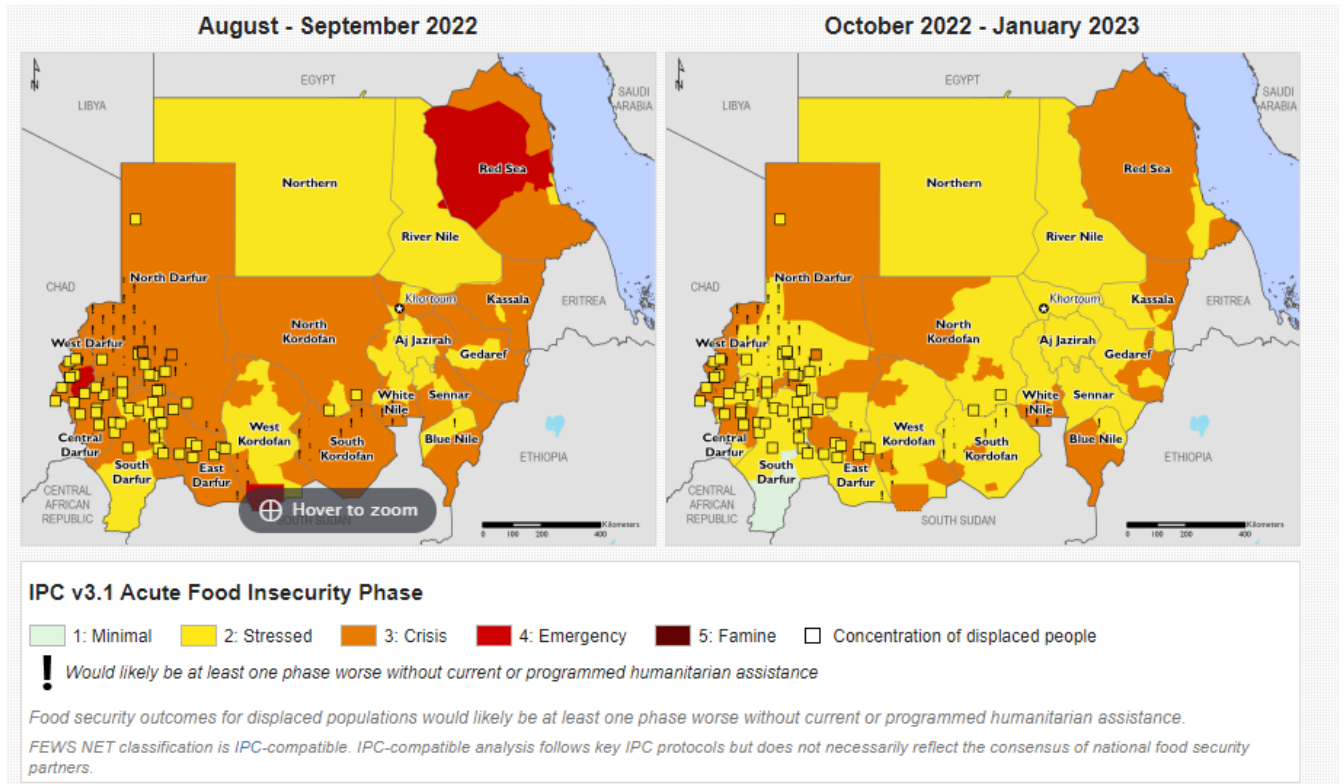 August - September 2022
October 2022 - January 2023
N
EGYPT
LIBYA
SAUDI
ARABIA
Red Sea
Northern
River Nile
North Darfur
CHAD
Khartoum
Kassala
ERITREA
North
Kordofan
Aj Jazirah
West Darfur
Gedaref
White
Nile
Sennar
West
Kordofan
Central
Darfur
South
Kordofan
Blue Nile
ETHIOPIA
South
Darfur
East
Darfur
CENTRAL
AFRICAN
REPUBLIC
SOUTH SUDAN
Hover to zoom
Kilometers
0 100 200 400
N
EGYPT
LIBYA
SAUDI
ARABIA
Red Sea
Northern
River Nile
North Darfur
CHAD
Khartoum
Kassala
ERITREA
North
Kordofan
Aj Jazirah
West Darfur
Gedaref
White
Nile
Sennar
West
Kordofan
Central
Darfur
South
Kordofan
Blue Nile
ETHIOPIA
South
Darfur
East
Darfur
CENTRAL
AFRICAN
REPUBLIC
SOUTH SUDAN
Kilometers
0 100 200 400
IPC v3.1 Acute Food Insecurity Phase
1: Minimal 2: Stressed 3: Crisis 4: Emergency 5: Famine Concentration of displaced people
! Would likely be at least one phase worse without current or programmed humanitarian assistance
Food security outcomes for displaced populations would likely be at least one phase worse without current or programmed humanitarian assistance.
FEWS NET classification is IPC-compatible. IPC-compatible analysis follows key IPC protocols but does not necessarily reflect the consensus of national food security
partners.